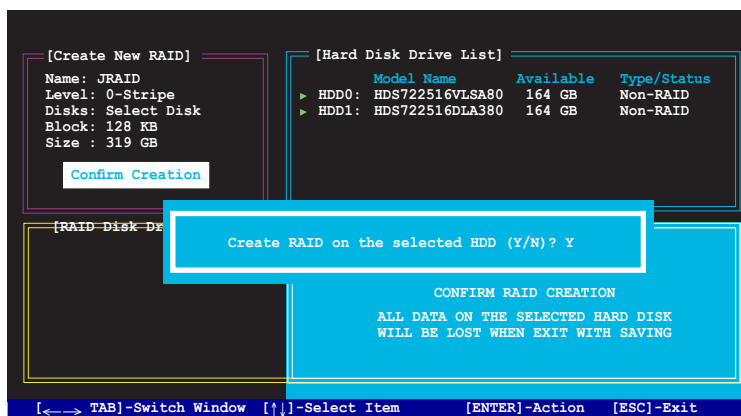 [Create New RAID]
Name: JRAID
Level: 0-Stripe
Disks: Select Disk
Block: 128 KB
Size : 319 GB
Confirm Creation
[Hard Disk Drive List]
Model Name Available Type/Status
▶ HDD0: HDS722516VLSA80 164 GB Non-RAID
▶ HDD1: HDS722516DLA380 164 GB Non-RAID
[RAID Disk Dr
Create RAID on the selected HDD (Y/N)? Y
CONFIRM RAID CREATION
ALL DATA ON THE SELECTED HARD DISK
WILL BE LOST WHEN EXIT WITH SAVING
[←→ TAB]-Switch Window [↑↓]-Select Item [ENTER]-Action [ESC]-Exit